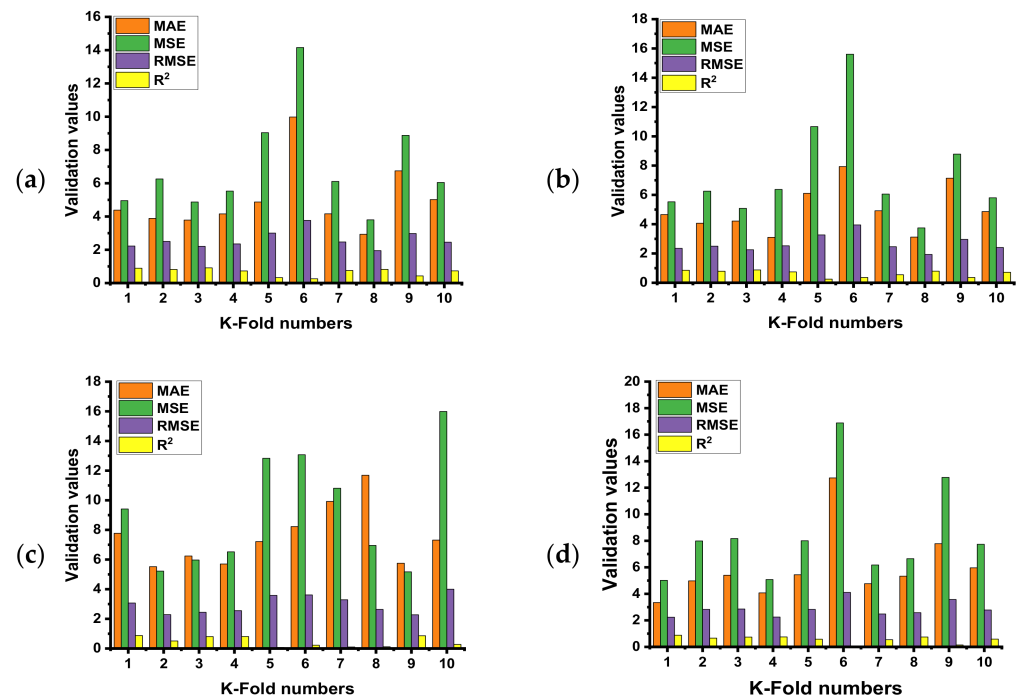 (a)
Validation values
16
14
12
10
8
6
4
2
0
MAE
MSE
RMSE
R²
1 2 3 4 5 6 7 8 9 10
K-Fold numbers
(b)
Validation values
18
16
14
12
10
8
6
4
2
0
MAE
MSE
RMSE
R²
1 2 3 4 5 6 7 8 9 10
K-Fold numbers
(c)
Validation values
18
16
14
12
10
8
6
4
2
0
MAE
MSE
RMSE
R²
1 2 3 4 5 6 7 8 9 10
K-Fold numbers
(d)
Validation values
20
18
16
14
12
10
8
6
4
2
0
MAE
MSE
RMSE
R²
1 2 3 4 5 6 7 8 9 10
K-Fold numbers